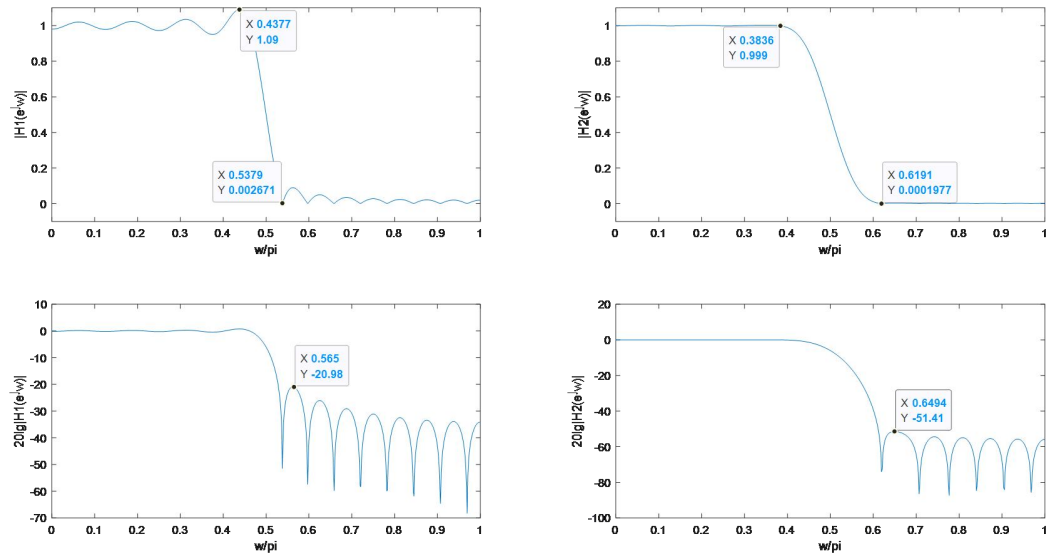 |H1(e^jw)|
1
0.8
0.6
0.4
0.2
0
X 0.4377
Y 1.09
X 0.5379
Y 0.002671
0 0.1 0.2 0.3 0.4 0.5 0.6 0.7 0.8 0.9 1
w/pi
|H2(e^jw)|
1
0.8
0.6
0.4
0.2
0
X 0.3836
Y 0.999
X 0.6191
Y 0.0001977
0 0.1 0.2 0.3 0.4 0.5 0.6 0.7 0.8 0.9 1
w/pi
20lg|H1(e^jw)|
10
0
-10
-20
-30
-40
-50
-60
-70
X 0.565
Y -20.98
0 0.1 0.2 0.3 0.4 0.5 0.6 0.7 0.8 0.9 1
w/pi
20lg|H2(e^jw)|
20
0
-20
-40
-60
-80
-100
X 0.6494
Y -51.41
0 0.1 0.2 0.3 0.4 0.5 0.6 0.7 0.8 0.9 1
w/pi